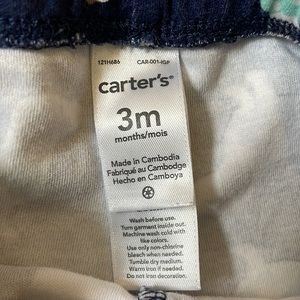 121H686 CAR-001-IGF
carter's®
3m
months/mois
Made in Cambodia
Fabriqué au Cambodge
Hecho en Camboya
Wash before use.
Turn garment inside out.
Machine wash cold with
like colors.
Use only non-chlorine
bleach when needed.
Tumble dry medium.
Warm iron if needed.
Do not iron decoration.